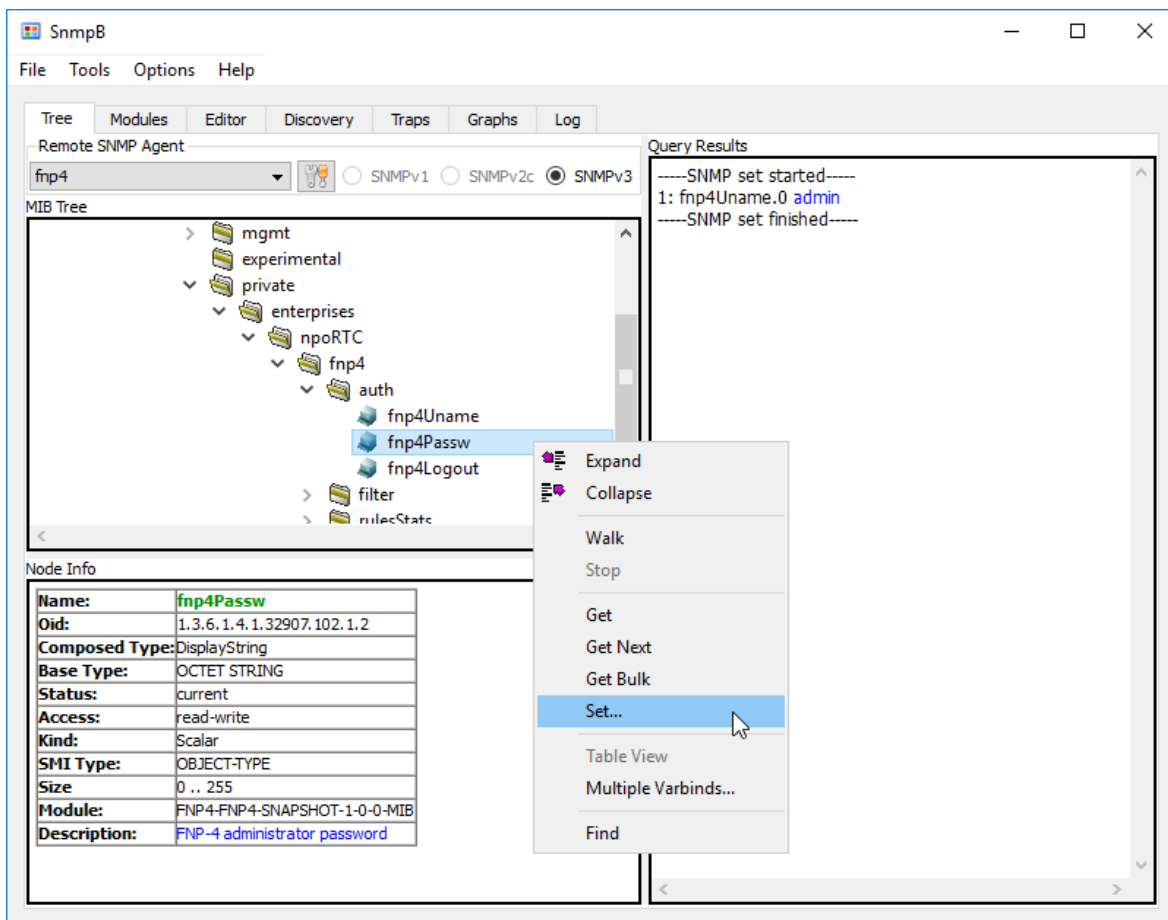 SnmpB
File Tools Options Help
Tree Modules Editor Discovery Traps Graphs Log
Remote SNMP Agent
fnp4 SNMPv1 SNMPv2c SNMPv3
MIB Tree
mgmt
experimental
private
enterprises
npoRTC
fnp4
auth
fnp4Uname
fnp4Passw
fnp4Logout
filter
rulesStats
Node Info
Name: fnp4Passw
Oid: 1.3.6.1.4.1.32907.102.1.2
Composed Type: DisplayString
Base Type: OCTET STRING
Status: current
Access: read-write
Kind: Scalar
SMI Type: OBJECT-TYPE
Size 0 .. 255
Module: FNP4-FNP4-SNAPSHOT-1-0-0-MIB
Description: FNP-4 administrator password
Expand
Collapse
Walk
Stop
Get
Get Next
Get Bulk
Set...
Table View
Multiple Varbinds...
Find
Query Results
-----SNMP set started-----
1: fnp4Uname.0 admin
-----SNMP set finished-----